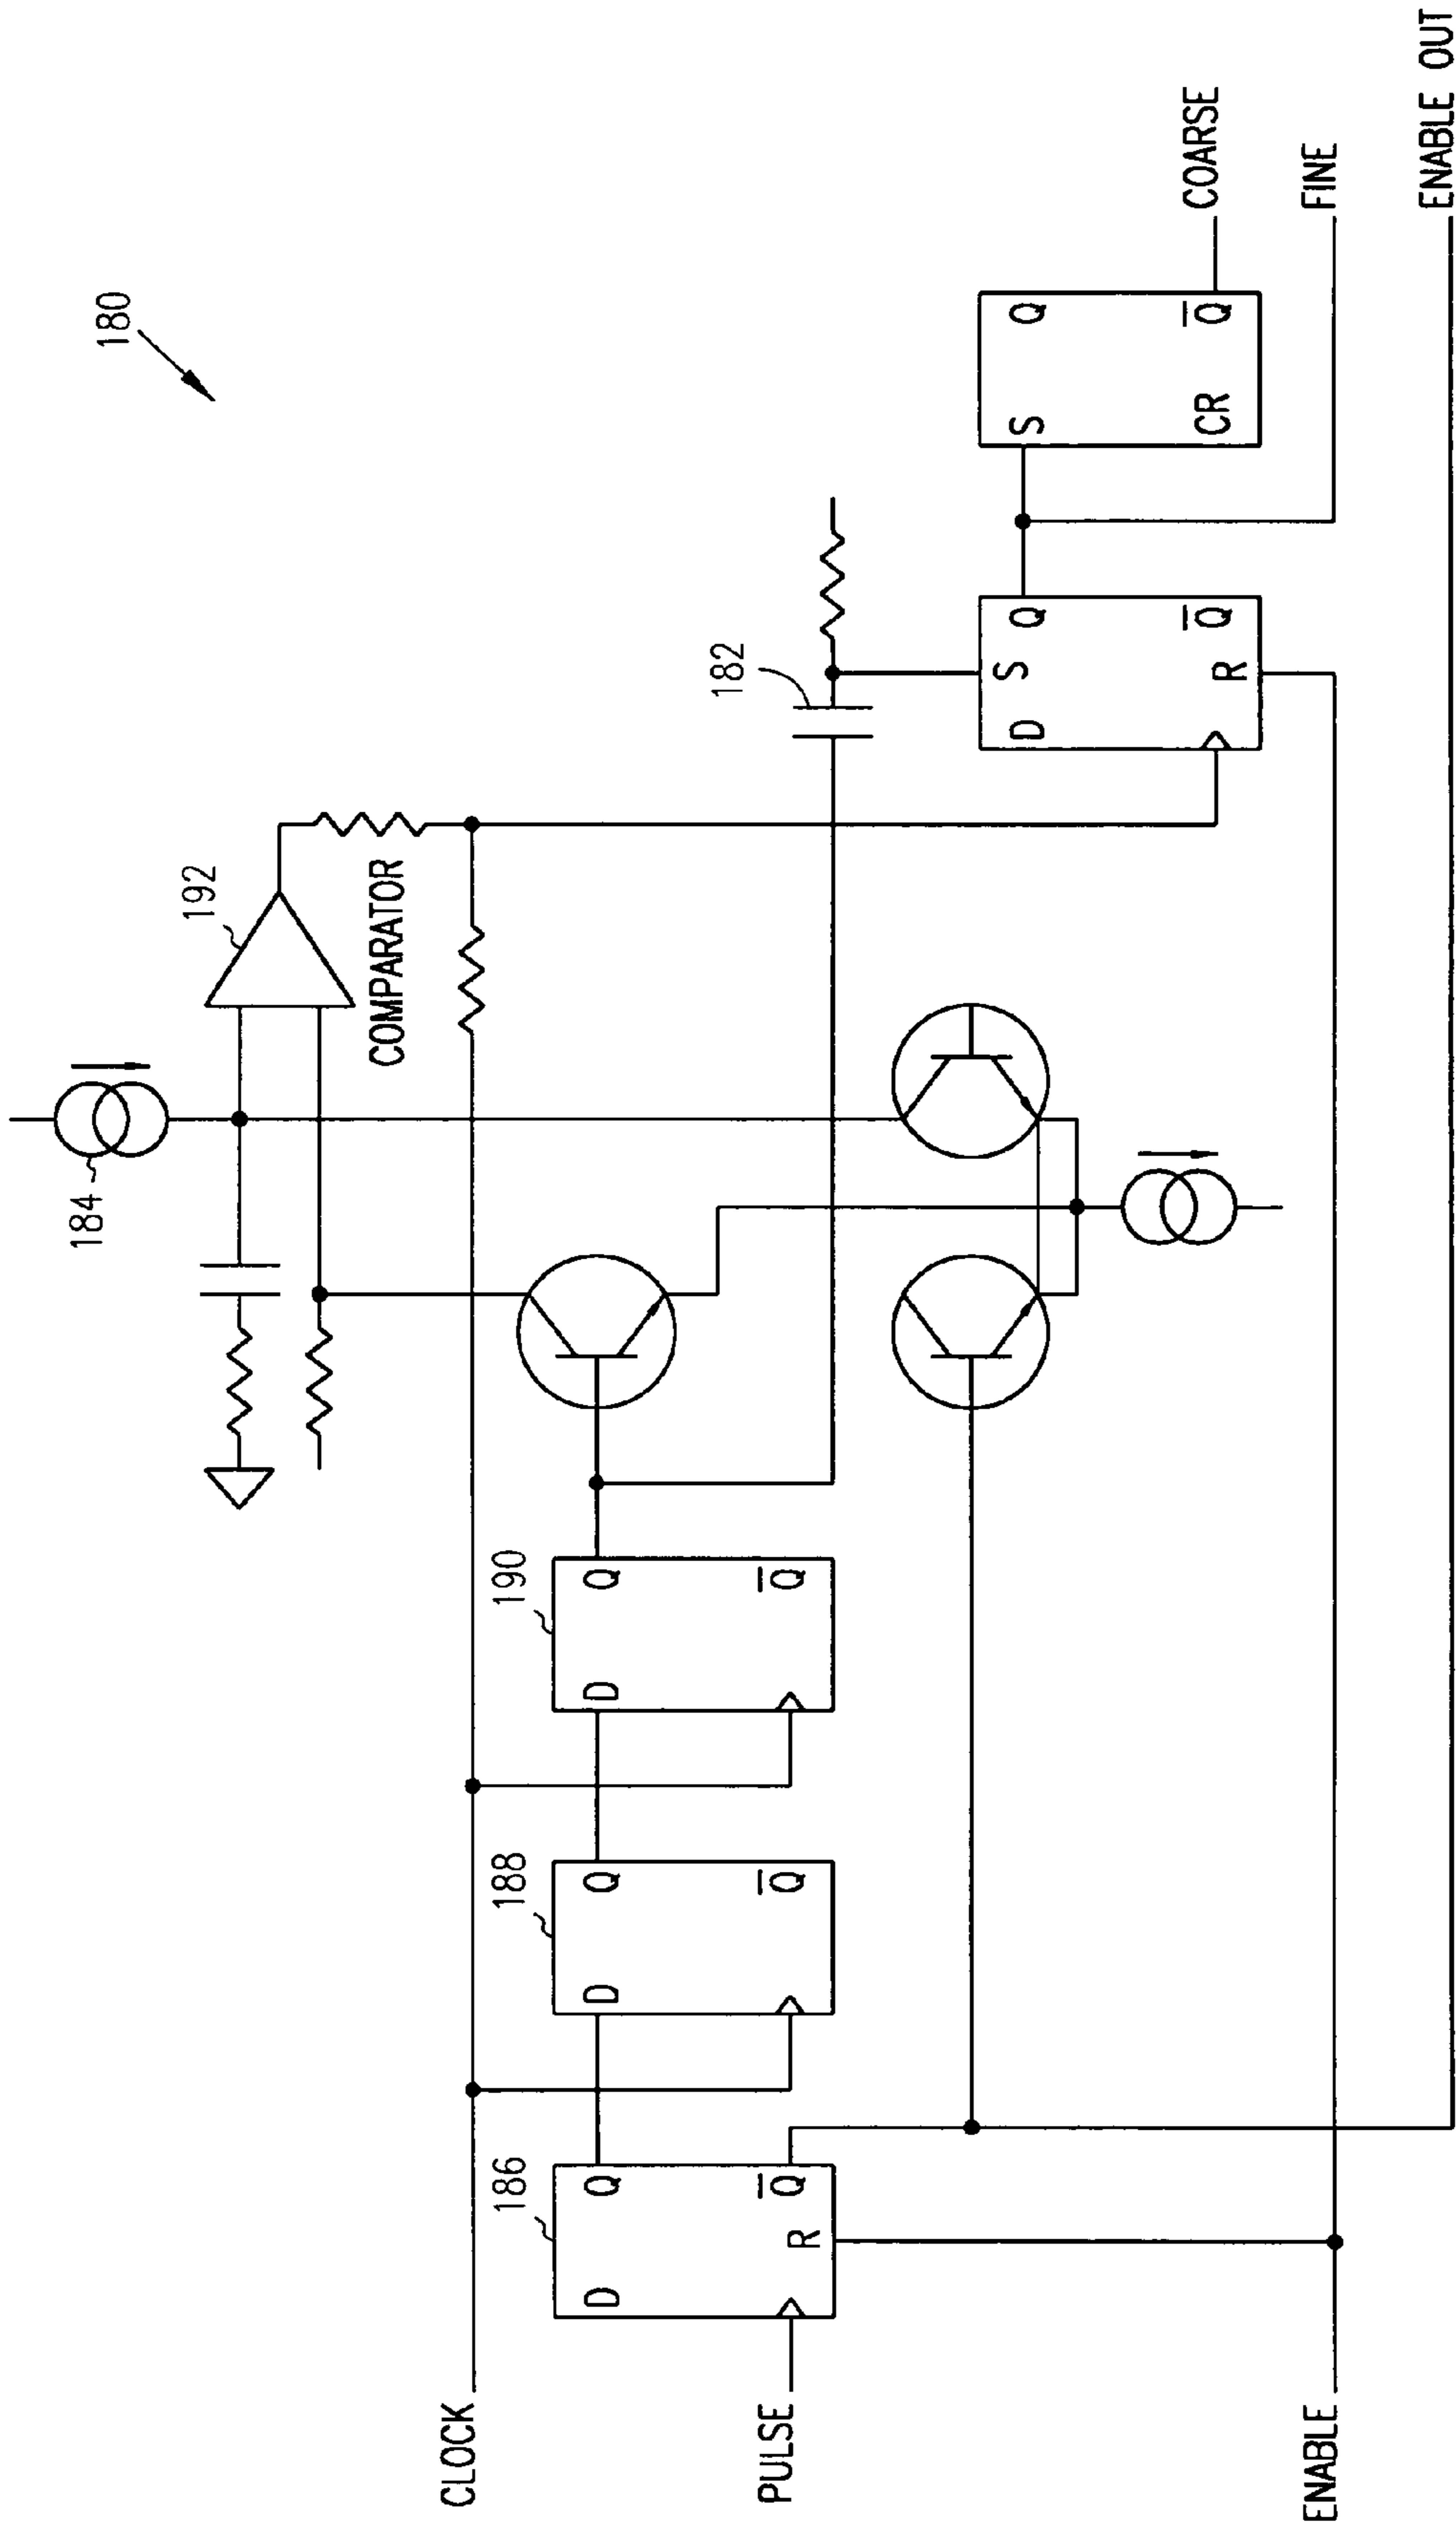 180
184
192
COMPARATOR
CLOCK
186
188
190
182
D
Q
Q̅
R
D
Q
Q̅
D
Q
Q̅
PULSE
D
S
Q
Q̅
R
S
Q
CR
Q̅
COARSE
FINE
ENABLE
ENABLE OUT